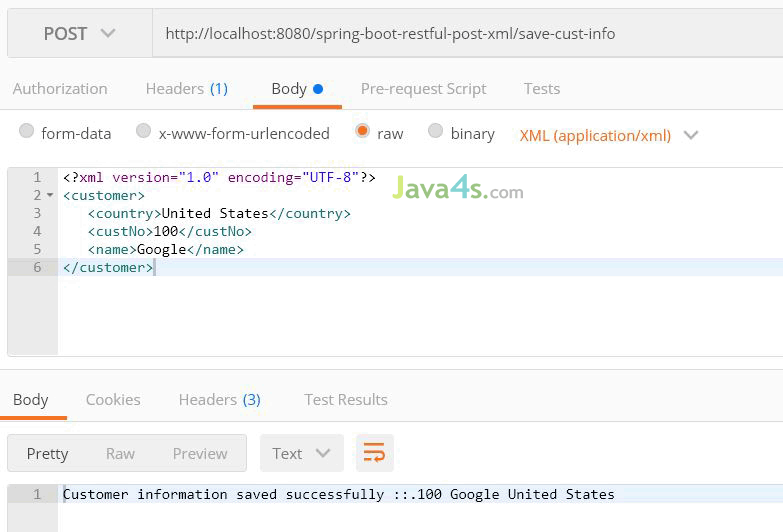 POST http://localhost:8080/spring-boot-restful-post-xml/save-cust-info
Authorization Headers (1) Body Pre-request Script Tests
form-data x-www-form-urlencoded raw binary XML (application/xml)
1 <?xml version="1.0" encoding="UTF-8"?>
Java4s.com
2 <customer>
3 <country>United States</country>
4 <custNo>100</custNo>
5 <name>Google</name>
6 </customer>
Body Cookies Headers (3) Test Results
Pretty Raw Preview Text
1 Customer information saved successfully ::.100 Google United States